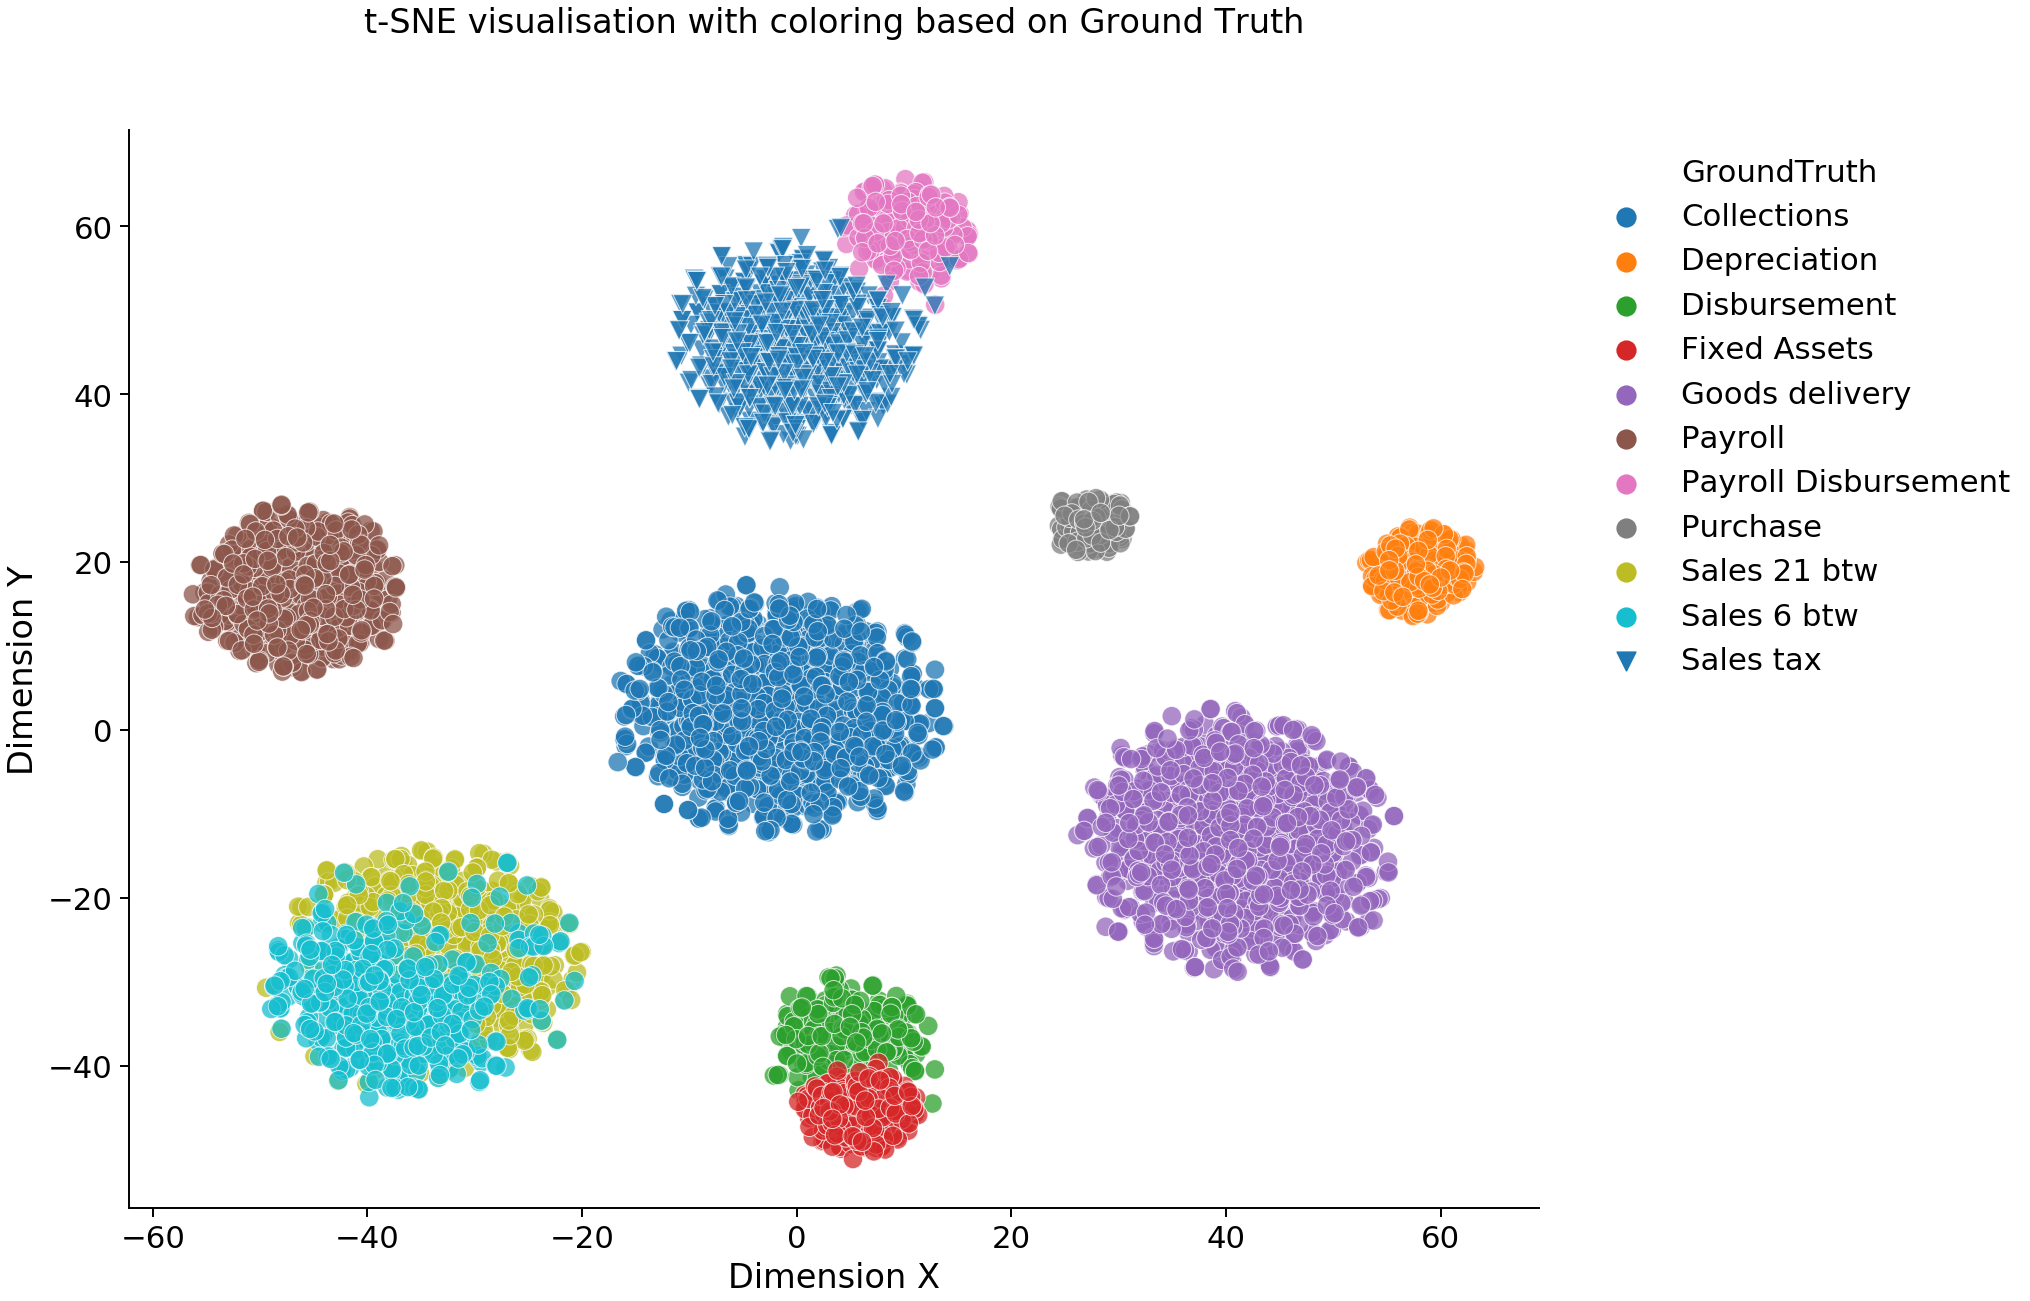 t-SNE visualisation with coloring based on Ground Truth
GroundTruth
Collections
Depreciation
Disbursement
Fixed Assets
Goods delivery
Payroll
Payroll Disbursement
Purchase
Sales 21 btw
Sales 6 btw
Sales tax
Dimension Y
60
40
20
0
−20
−40
−60
−40
−20
0
20
40
60
Dimension X